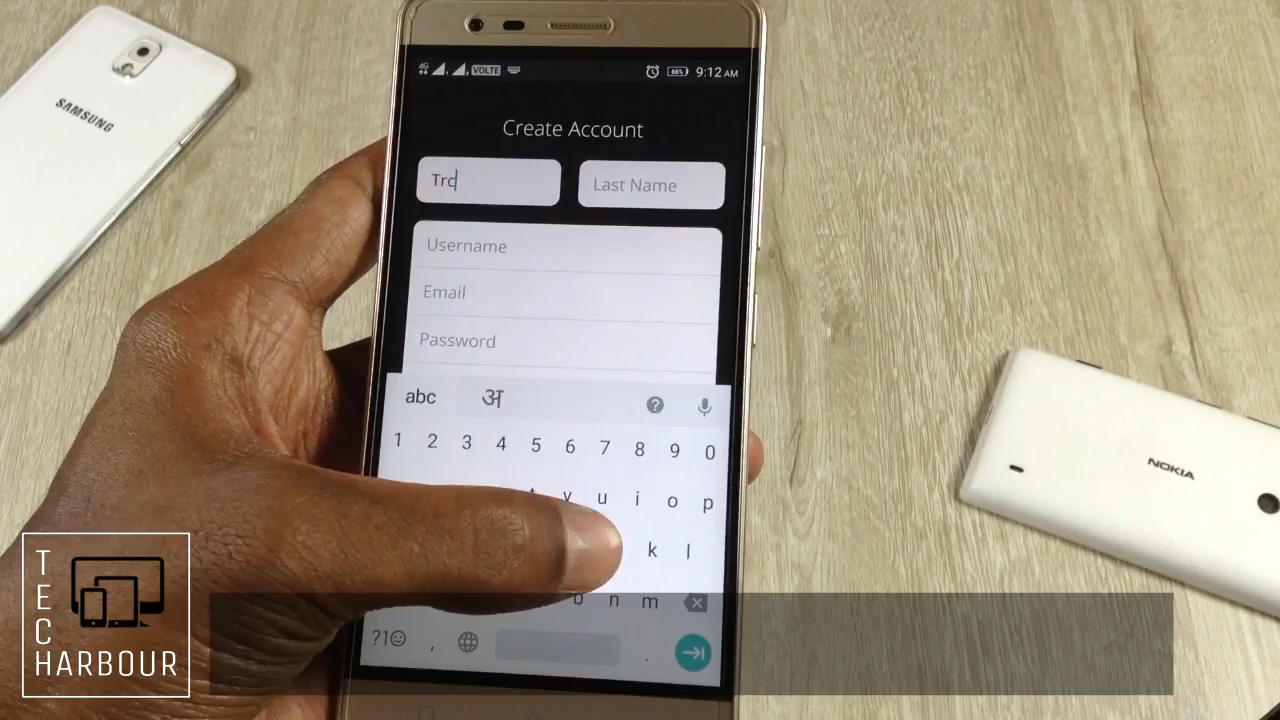 SAMSUNG
4G VOLTE 66% 9:12 AM
Create Account
Trc Last Name
Username
Email
Password
abc अ
1 2 3 4 5 6 7 8 9 0
t y u i o p
k l
b n m
?1☺ , .
NOKIA
TECH
HARBOUR